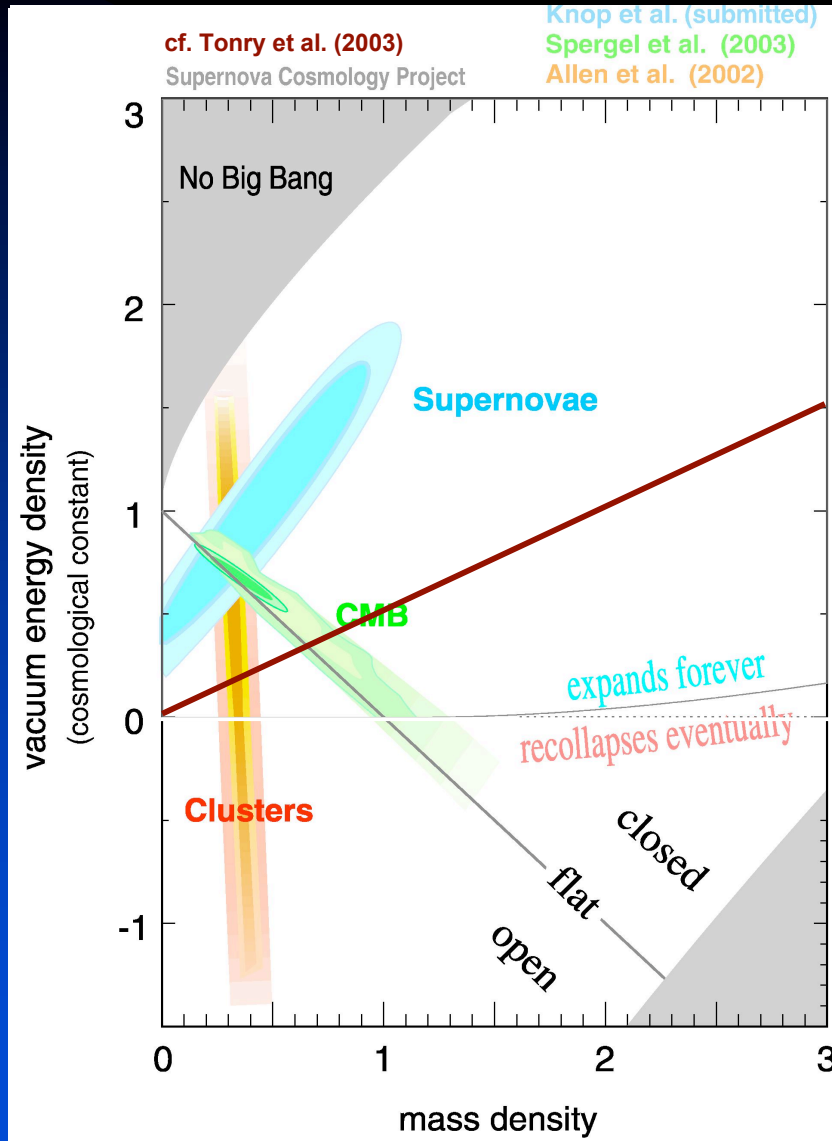 Knop et al. (submitted)
cf. Tonry et al. (2003)
Spergel et al. (2003)
Supernova Cosmology Project
Allen et al. (2002)
3
No Big Bang
2
Supernovae
1
vacuum energy density
(cosmological constant)
CMB
expands forever
0
recollapses eventually
Clusters
closed
flat
-1
open
0
1
2
3
mass density